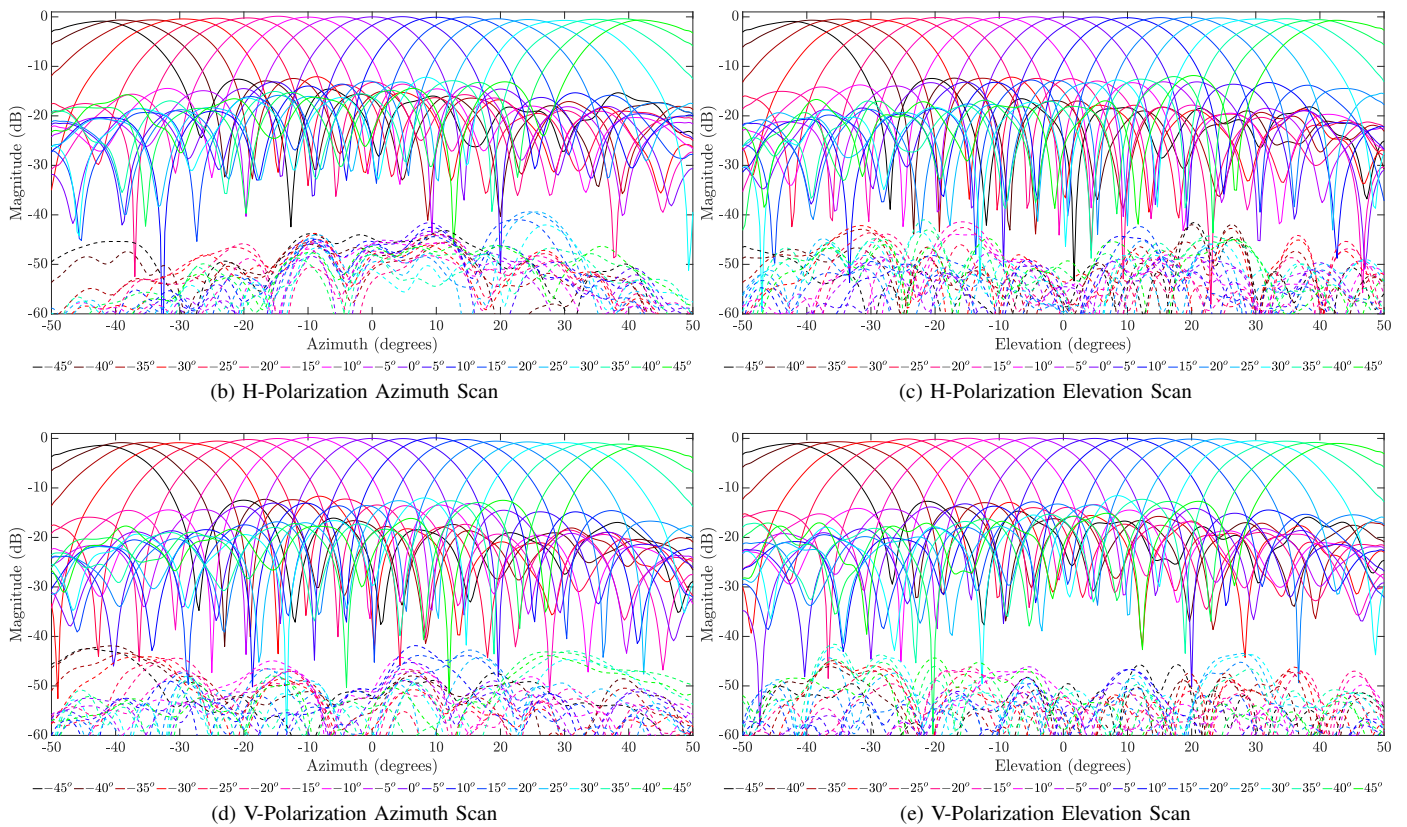 0
-10
-20
-30
-40
-50
-60
Magnitude (dB)
-50 -40 -30 -20 -10 0 10 20 30 40 50
Azimuth (degrees)
−45° −40° −35° −30° −25° −20° −15° −10° −5° 0° 5° 10° 15° 20° 25° 30° 35° 40° 45°
(b) H-Polarization Azimuth Scan
0
-10
-20
-30
-40
-50
-60
Magnitude (dB)
-50 -40 -30 -20 -10 0 10 20 30 40 50
Elevation (degrees)
−45° −40° −35° −30° −25° −20° −15° −10° −5° 0° 5° 10° 15° 20° 25° 30° 35° 40° 45°
(c) H-Polarization Elevation Scan
0
-10
-20
-30
-40
-50
-60
Magnitude (dB)
-50 -40 -30 -20 -10 0 10 20 30 40 50
Azimuth (degrees)
−45° −40° −35° −30° −25° −20° −15° −10° −5° 0° 5° 10° 15° 20° 25° 30° 35° 40° 45°
(d) V-Polarization Azimuth Scan
0
-10
-20
-30
-40
-50
-60
Magnitude (dB)
-50 -40 -30 -20 -10 0 10 20 30 40 50
Elevation (degrees)
−45° −40° −35° −30° −25° −20° −15° −10° −5° 0° 5° 10° 15° 20° 25° 30° 35° 40° 45°
(e) V-Polarization Elevation Scan